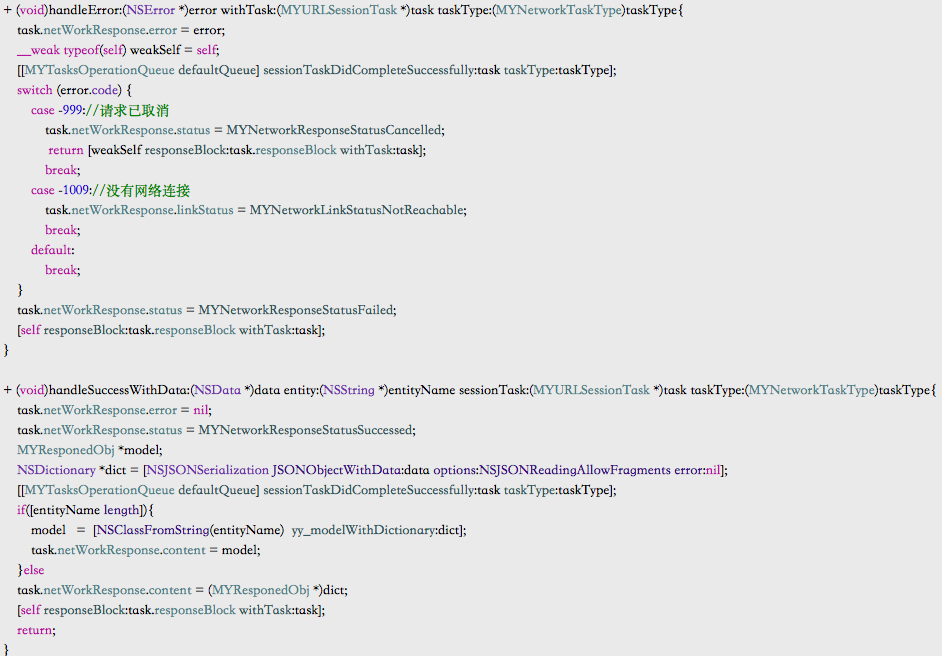 + (void)handleError:(NSError *)error withTask:(MYURLSessionTask *)task taskType:(MYNetworkTaskType)taskType{
task.netWorkResponse.error = error;
__weak typeof(self) weakSelf = self;
[[MYTasksOperationQueue defaultQueue] sessionTaskDidCompleteSuccessfully:task taskType:taskType];
switch (error.code) {
case -999://请求已取消
task.netWorkResponse.status = MYNetworkResponseStatusCancelled;
return [weakSelf responseBlock:task.responseBlock withTask:task];
break;
case -1009://没有网络连接
task.netWorkResponse.linkStatus = MYNetworkLinkStatusNotReachable;
break;
default:
break;
}
task.netWorkResponse.status = MYNetworkResponseStatusFailed;
[self responseBlock:task.responseBlock withTask:task];
}
+ (void)handleSuccessWithData:(NSData *)data entity:(NSString *)entityName sessionTask:(MYURLSessionTask *)task taskType:(MYNetworkTaskType)taskType{
task.netWorkResponse.error = nil;
task.netWorkResponse.status = MYNetworkResponseStatusSuccessed;
MYResponedObj *model;
NSDictionary *dict = [NSJSONSerialization JSONObjectWithData:data options:NSJSONReadingAllowFragments error:nil];
[[MYTasksOperationQueue defaultQueue] sessionTaskDidCompleteSuccessfully:task taskType:taskType];
if([entityName length]){
model = [NSClassFromString(entityName) yy_modelWithDictionary:dict];
task.netWorkResponse.content = model;
}else
task.netWorkResponse.content = (MYResponedObj *)dict;
[self responseBlock:task.responseBlock withTask:task];
return;
}